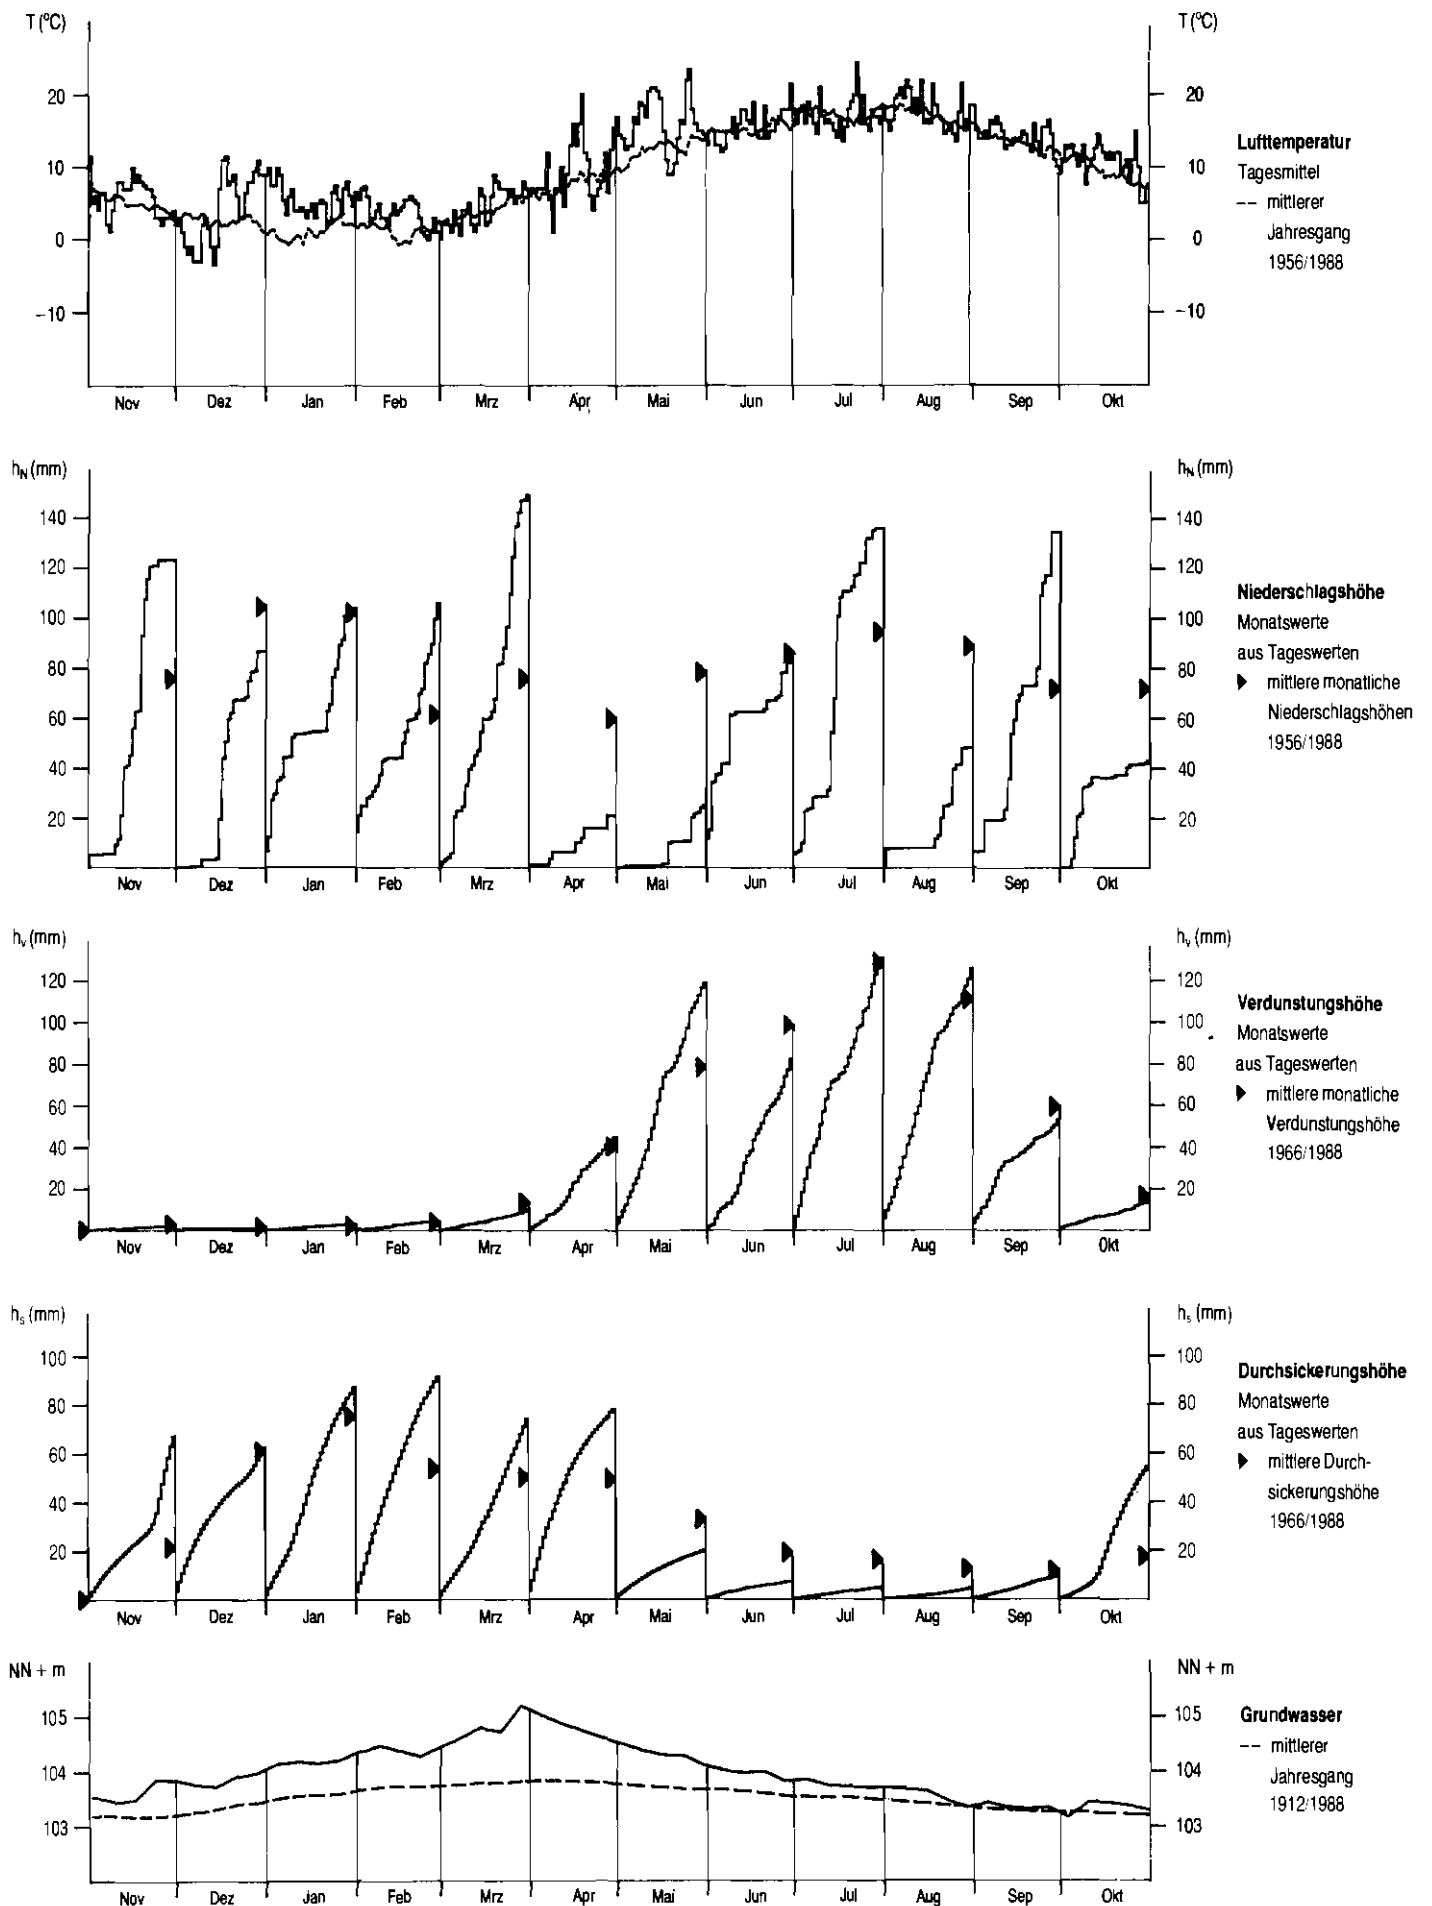 T (°C)
T (°C)
20
20
10
10
0
0
−10
−10
Nov Dez Jan Feb Mrz Apr Mai Jun Jul Aug Sep Okt
Lufttemperatur
Tagesmittel
-- mittlerer
Jahresgang
1956/1988
h_N (mm)
h_N (mm)
140
140
120
120
100
100
80
80
60
60
40
40
20
20
Nov Dez Jan Feb Mrz Apr Mai Jun Jul Aug Sep Okt
Niederschlagshöhe
Monatswerte
aus Tageswerten
mittlere monatliche
Niederschlagshöhen
1956/1988
h_v (mm)
h_v (mm)
120
120
100
100
80
80
60
60
40
40
20
20
Nov Dez Jan Feb Mrz Apr Mai Jun Jul Aug Sep Okt
Verdunstungshöhe
Monatswerte
aus Tageswerten
mittlere monatliche
Verdunstungshöhe
1966/1988
h_s (mm)
h_s (mm)
100
100
80
80
60
60
40
40
20
20
Nov Dez Jan Feb Mrz Apr Mai Jun Jul Aug Sep Okt
Durchsickerungshöhe
Monatswerte
aus Tageswerten
mittlere Durch-
sickerungshöhe
1966/1988
NN + m
NN + m
105
105
104
104
103
103
Nov Dez Jan Feb Mrz Apr Mai Jun Jul Aug Sep Okt
Grundwasser
-- mittlerer
Jahresgang
1912/1988